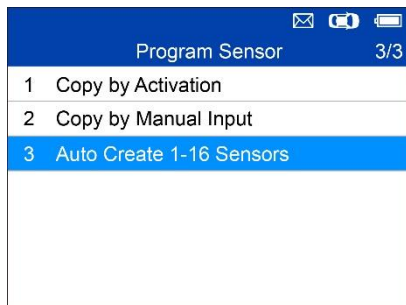 Program Sensor 3/3
1 Copy by Activation
2 Copy by Manual Input
3 Auto Create 1-16 Sensors